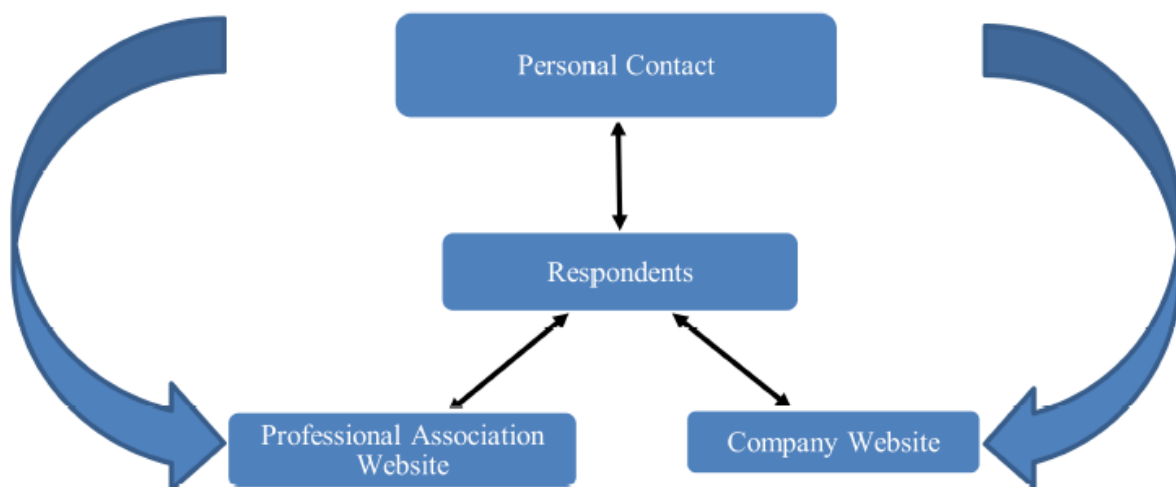 Personal Contact
Respondents
Professional Association
Website
Company Website